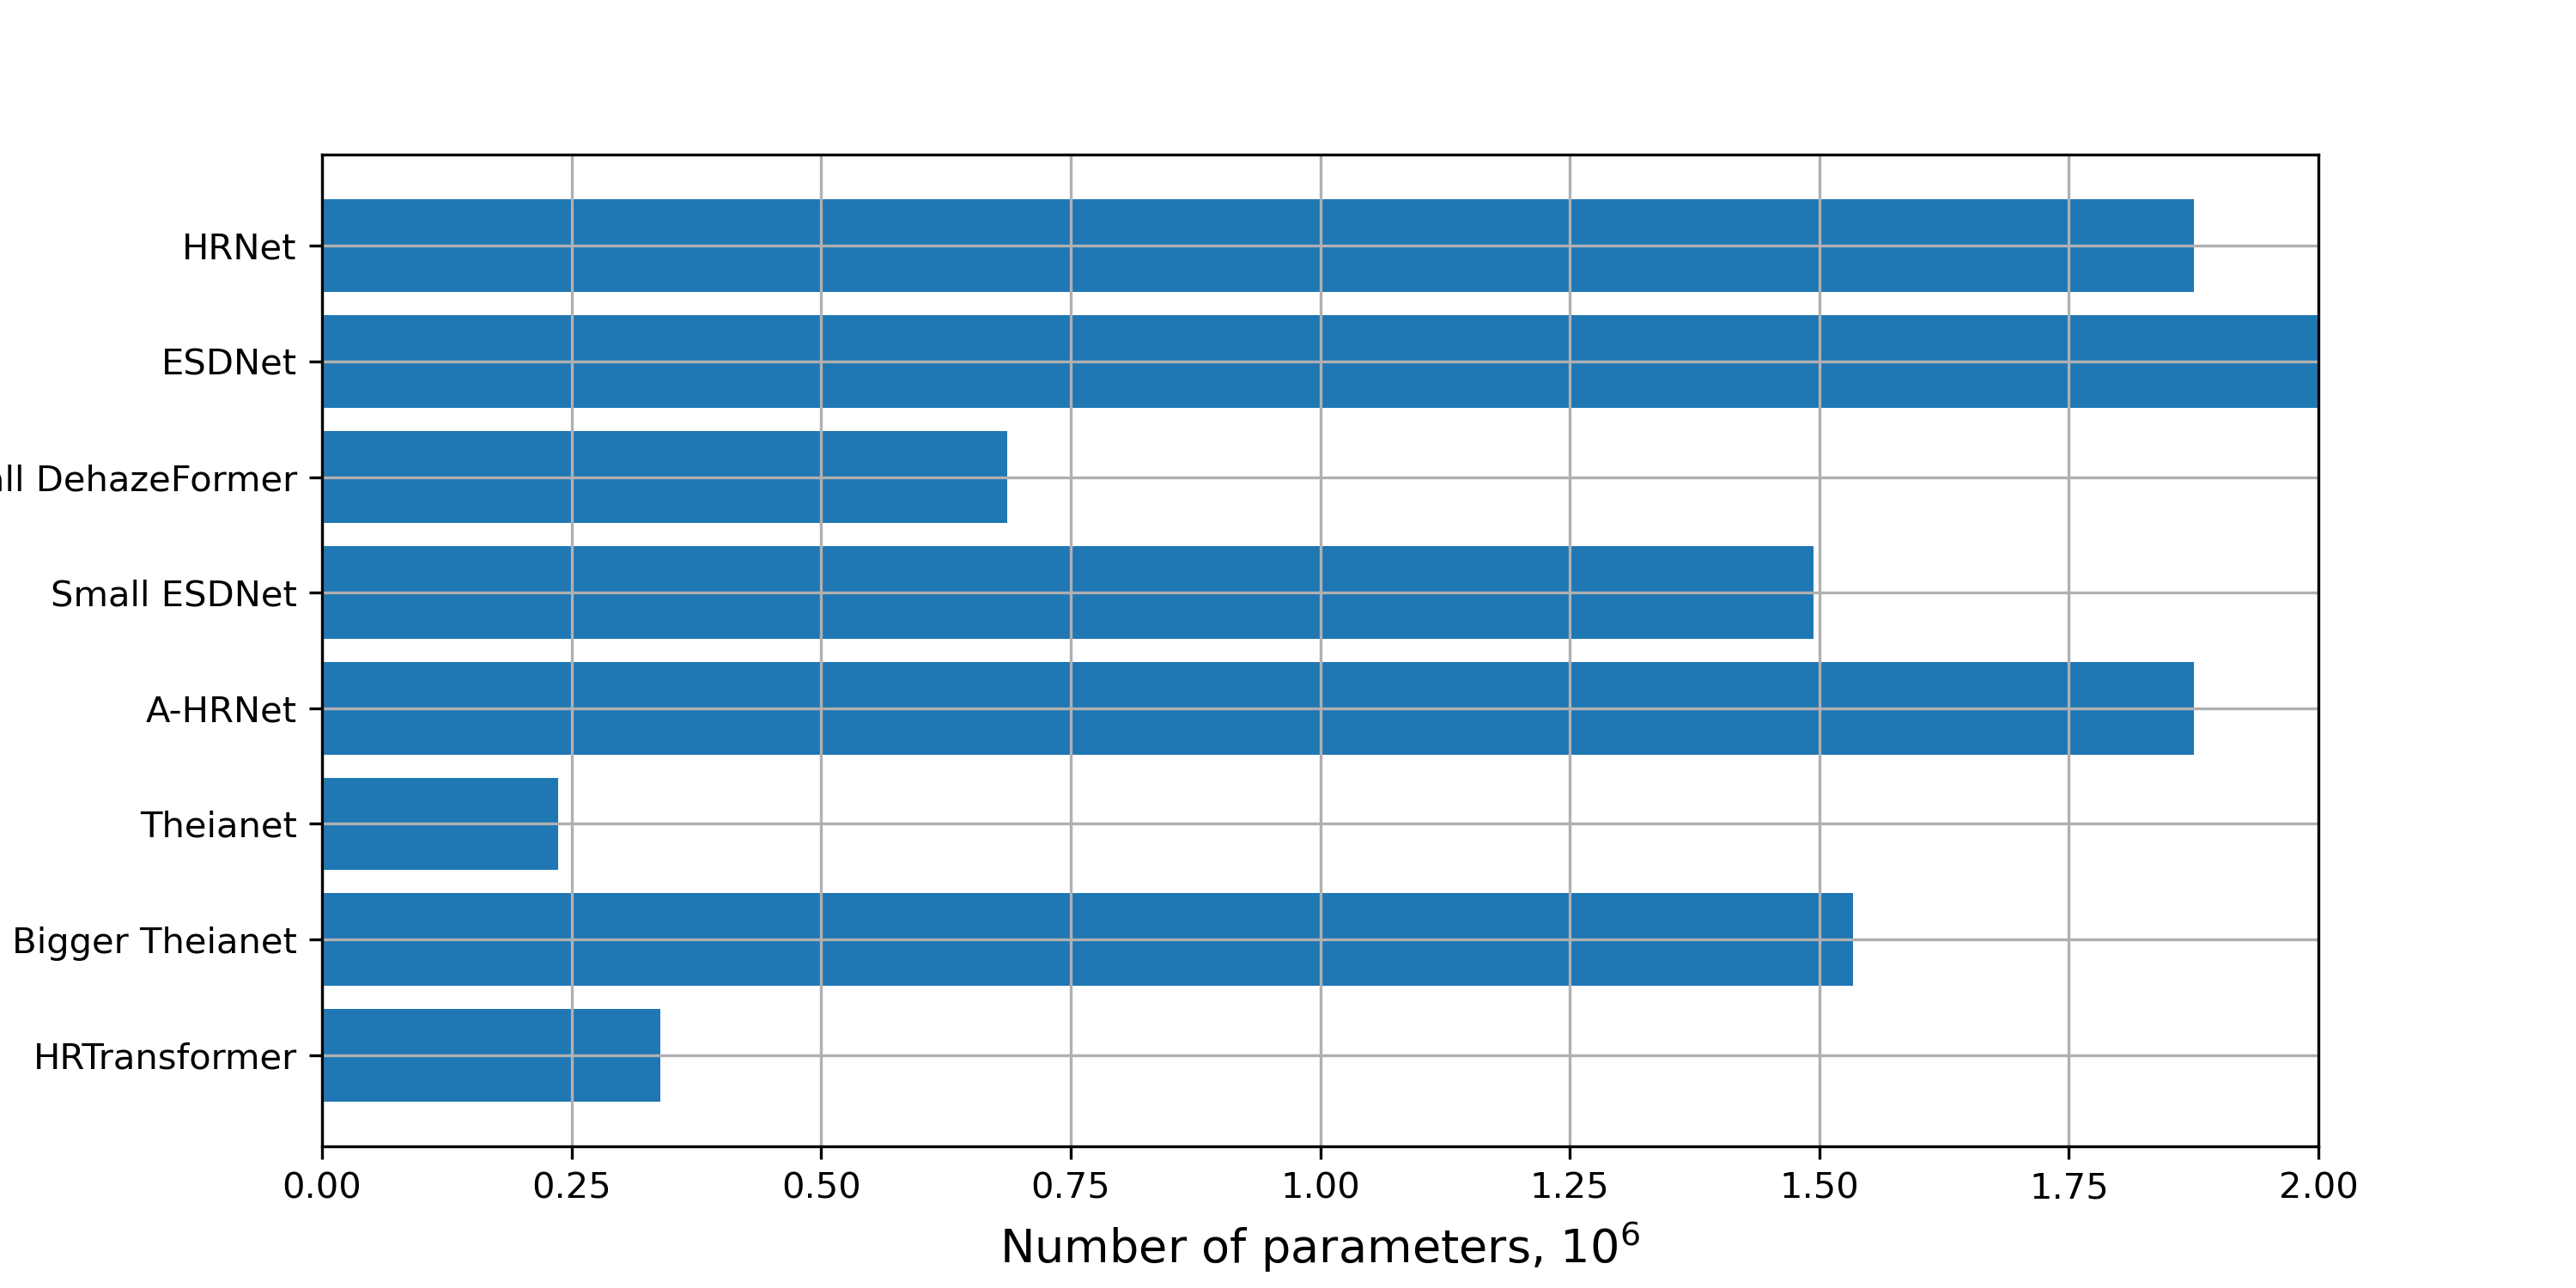 HRNet
ESDNet
DehazeFormer
Small ESDNet
A-HRNet
Theianet
Bigger Theianet
HRTransformer
0.00 0.25 0.50 0.75 1.00 1.25 1.50 1.75 2.00
Number of parameters, 10⁶